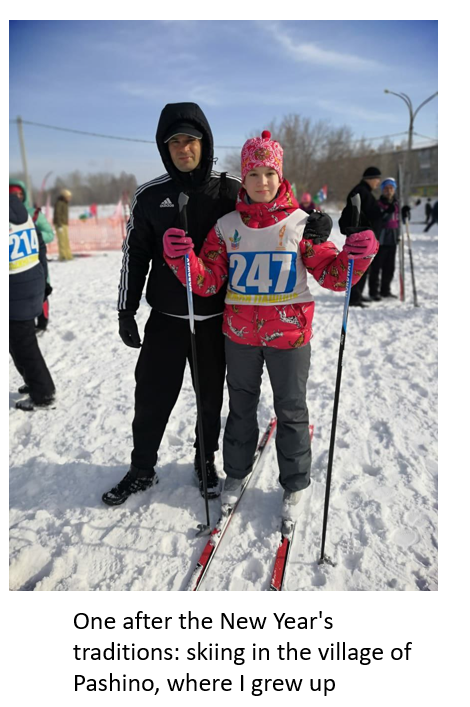 214
adidas
247
One after the New Year's
traditions: skiing in the village of
Pashino, where I grew up